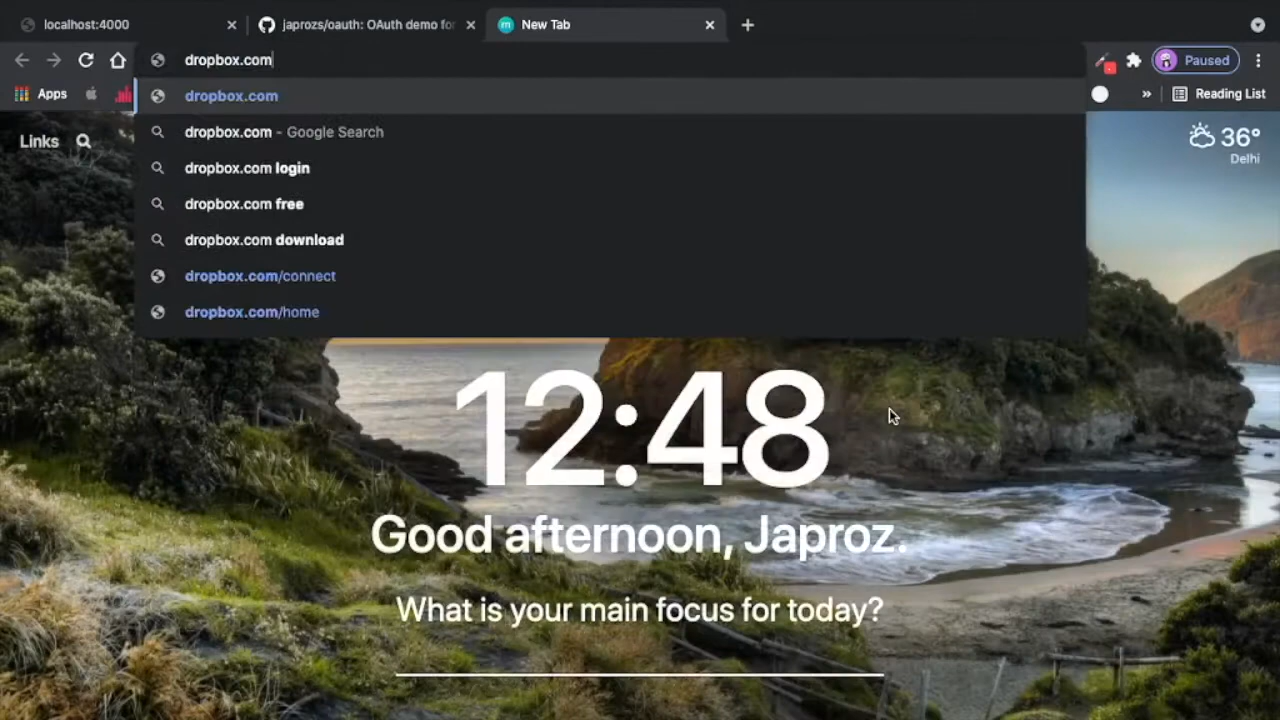 localhost:4000
japrozs/oauth: OAuth demo for
New Tab
dropbox.com
Paused
Apps
Reading List
dropbox.com
dropbox.com - Google Search
dropbox.com login
dropbox.com free
dropbox.com download
dropbox.com/connect
dropbox.com/home
Links
36°
Delhi
12:48
Good afternoon, Japroz.
What is your main focus for today?